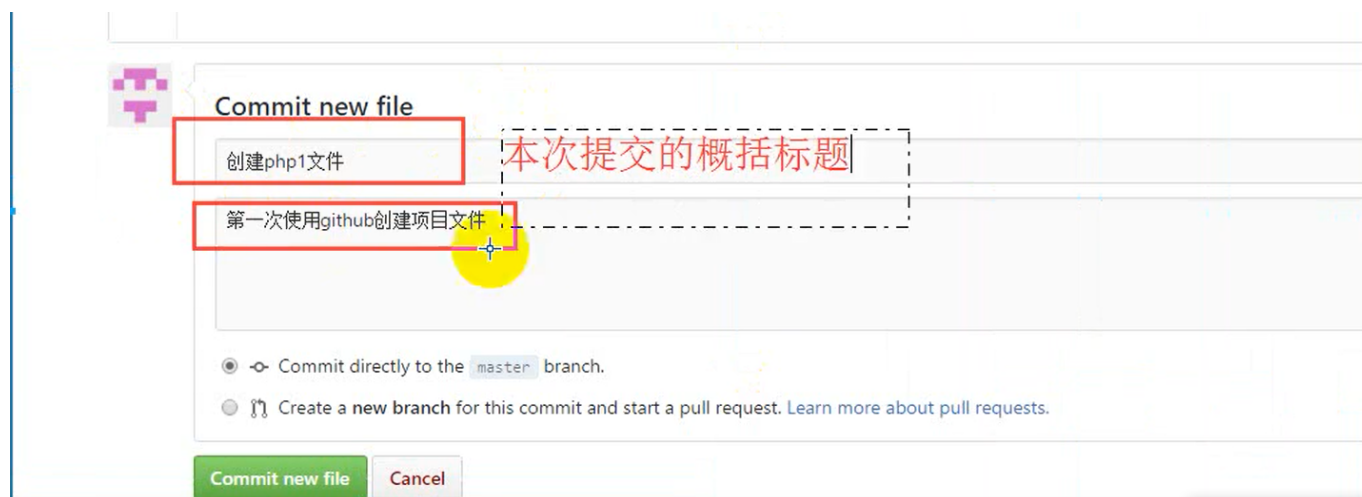 Commit new file
创建php1文件
本次提交的概括标题
第一次使用github创建项目文件
Commit directly to the master branch.
Create a new branch for this commit and start a pull request. Learn more about pull requests.
Commit new file
Cancel